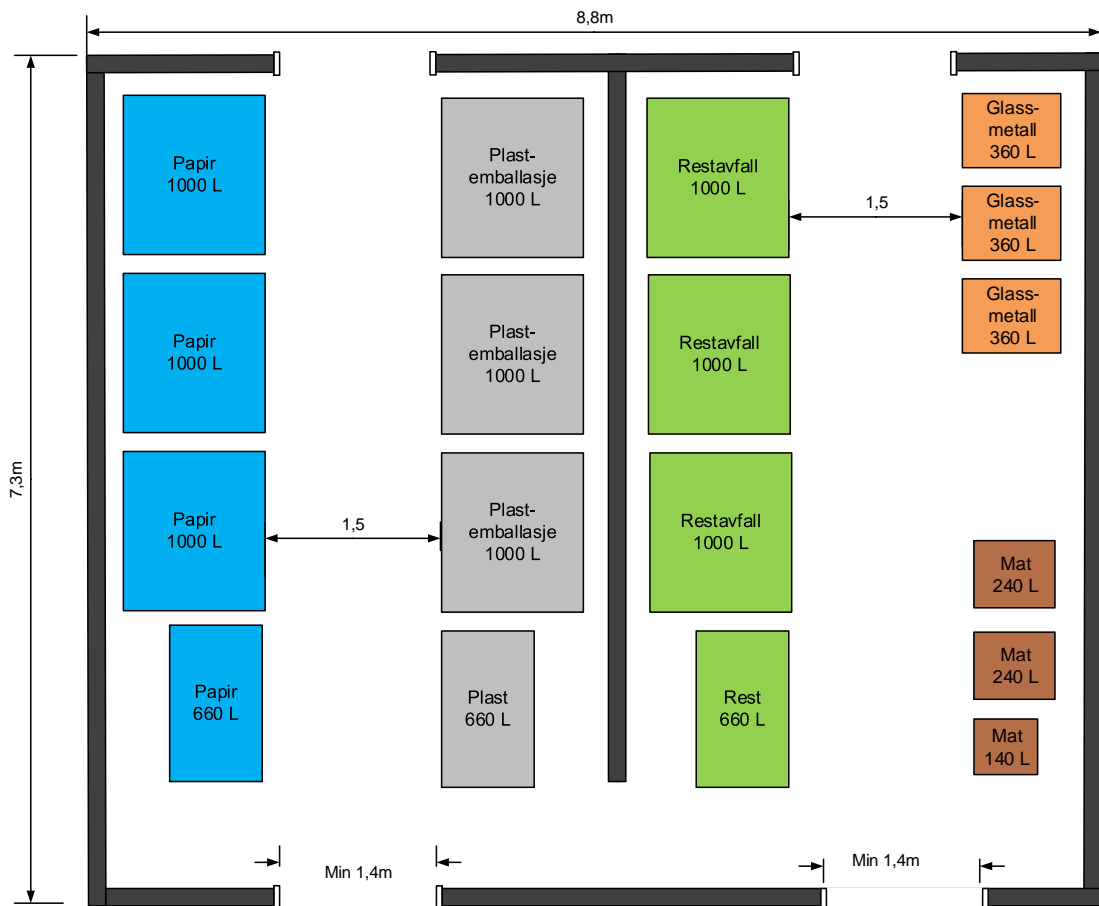 8,8m
7,3m
Papir
1000 L
Plast-
emballasje
1000 L
Restavfall
1000 L
Glass-
metall
360 L
1,5
Glass-
metall
360 L
Papir
1000 L
Plast-
emballasje
1000 L
Restavfall
1000 L
Glass-
metall
360 L
Papir
1000 L
1,5
Plast-
emballasje
1000 L
Restavfall
1000 L
Mat
240 L
Papir
660 L
Plast
660 L
Rest
660 L
Mat
240 L
Mat
140 L
Min 1,4m
Min 1,4m